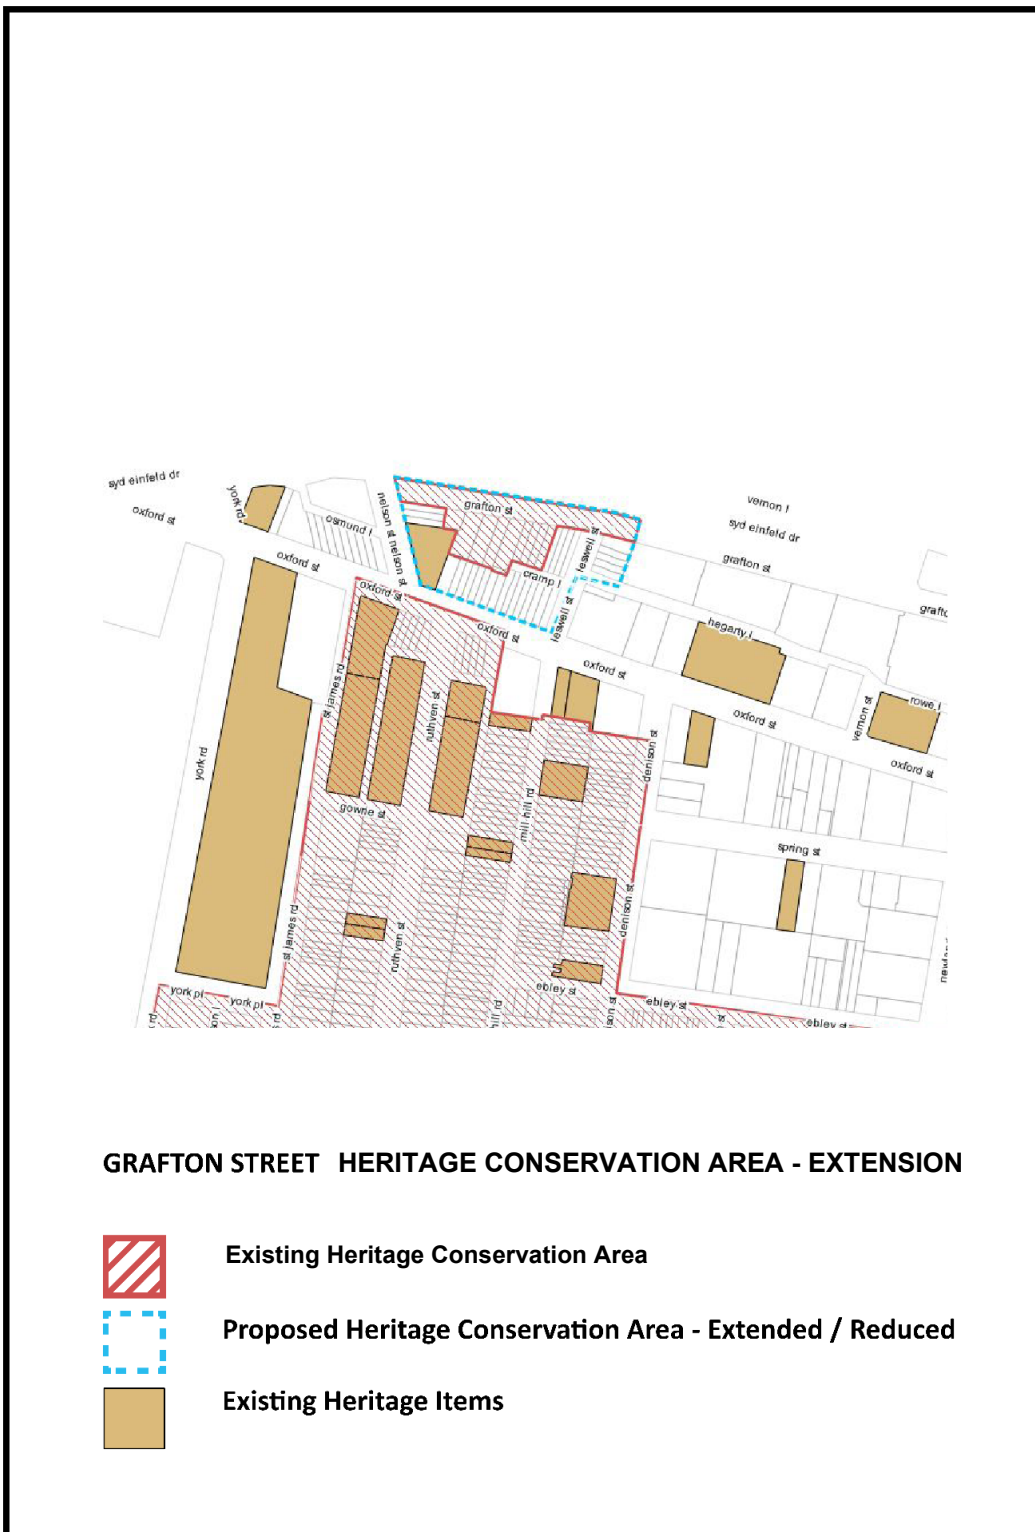 syd einfeld dr
york rd
oxford st
nelson st
nelson st
osmund l
grafton st
vernon l
syd einfeld dr
leswell st
oxford st
grafton st
cramp l
oxford st
leswell st
oxford st
hegarty l
oxford st
rowe l
st james rd
ruthven st
oxford st
vernon st
denison st
oxford st
york rd
gowne st
mill hill rd
spring st
st james rd
ruthven st
denison st
ebley st
york pl
york pl
ebley st
ebley st
GRAFTON STREET HERITAGE CONSERVATION AREA - EXTENSION
Existing Heritage Conservation Area
Proposed Heritage Conservation Area - Extended / Reduced
Existing Heritage Items